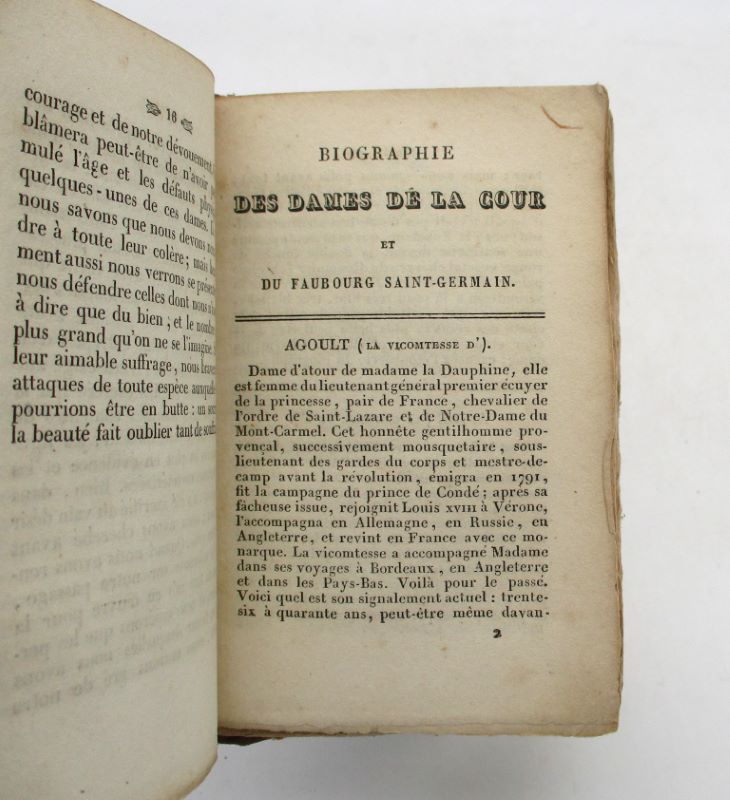 16
courage et de notre dévouement
blâmera peut-être de n'avoir
mulé l'âge et les défauts
quelques-unes de ces dames.
nous savons que nous devons
dre à toute leur colère; mais
ment aussi nous verrons se
nous défendre celles dont nous
à dire que du bien; et le nombre
plus grand qu'on ne se l'imagine
leur aimable suffrage, nous
attaques de toute espèce
pourrions être en butte: un
la beauté fait oublier tant de
BIOGRAPHIE
DES DAMES DE LA COUR
ET
DU FAUBOURG SAINT-GERMAIN.
AGOULT (LA VICOMTESSE D').
Dame d'atour de madame la Dauphine, elle
est femme du lieutenant général premier écuyer
de la princesse, pair de France, chevalier de
l'ordre de Saint-Lazare et de Notre-Dame du
Mont-Carmel. Cet honnête gentilhomme pro-
vençal, successivement mousquetaire, sous-
lieutenant des gardes du corps et mestre-de-
camp avant la révolution, émigra en 1791,
fit la campagne du prince de Condé; après sa
fâcheuse issue, rejoignit Louis XVIII à Vérone,
l'accompagna en Allemagne, en Russie, en
Angleterre, et revint en France avec ce mo-
narque. La vicomtesse a accompagné Madame
dans ses voyages à Bordeaux, en Angleterre
et dans les Pays-Bas. Voilà pour le passé.
Voici quel est son signalement actuel: trente-
six à quarante ans, peut-être même davan-
2